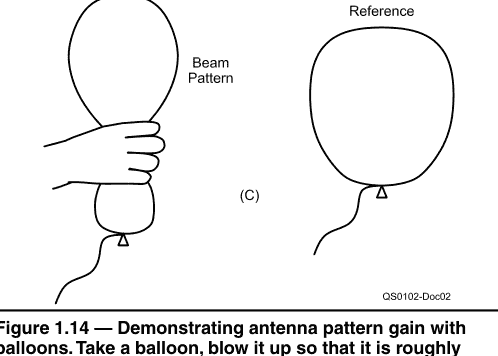 Reference
Beam
Pattern
(C)
QS0102-Doc02
Figure 1.14 — Demonstrating antenna pattern gain with
balloons. Take a balloon, blow it up so that it is roughly